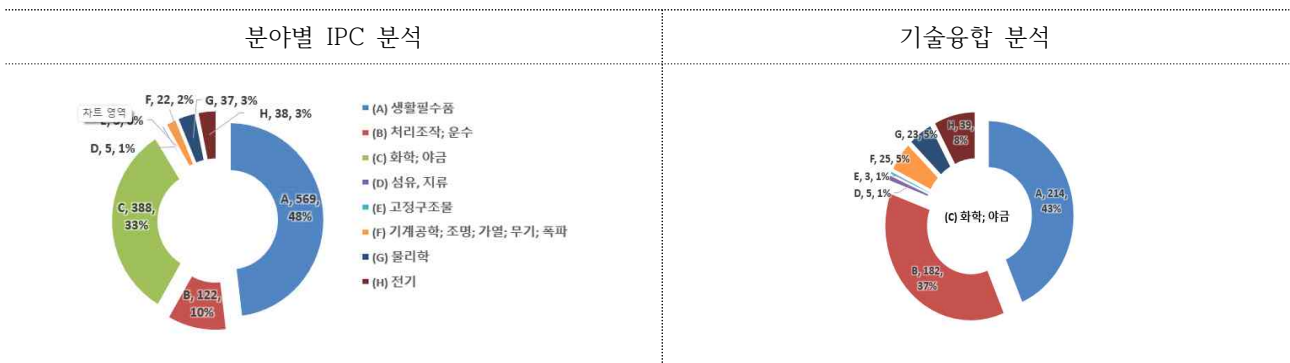 분야별 IPC 분석
기술융합 분석
F, 22, 2%
G, 37, 3%
H, 38, 3%
차트 영역
D, 5, 1%
C, 388,
33%
A, 569,
48%
B, 122,
10%
(A) 생활필수품
(B) 처리조작; 운수
(C) 화학; 야금
(D) 섬유, 지류
(E) 고정구조물
(F) 기계공학; 조명; 가열; 무기; 폭파
(G) 물리학
(H) 전기
H, 39,
8%
G, 23, 5%
F, 25, 5%
E, 3, 1%
D, 5, 1%
A, 214,
43%
(C) 화학; 야금
B, 182,
37%